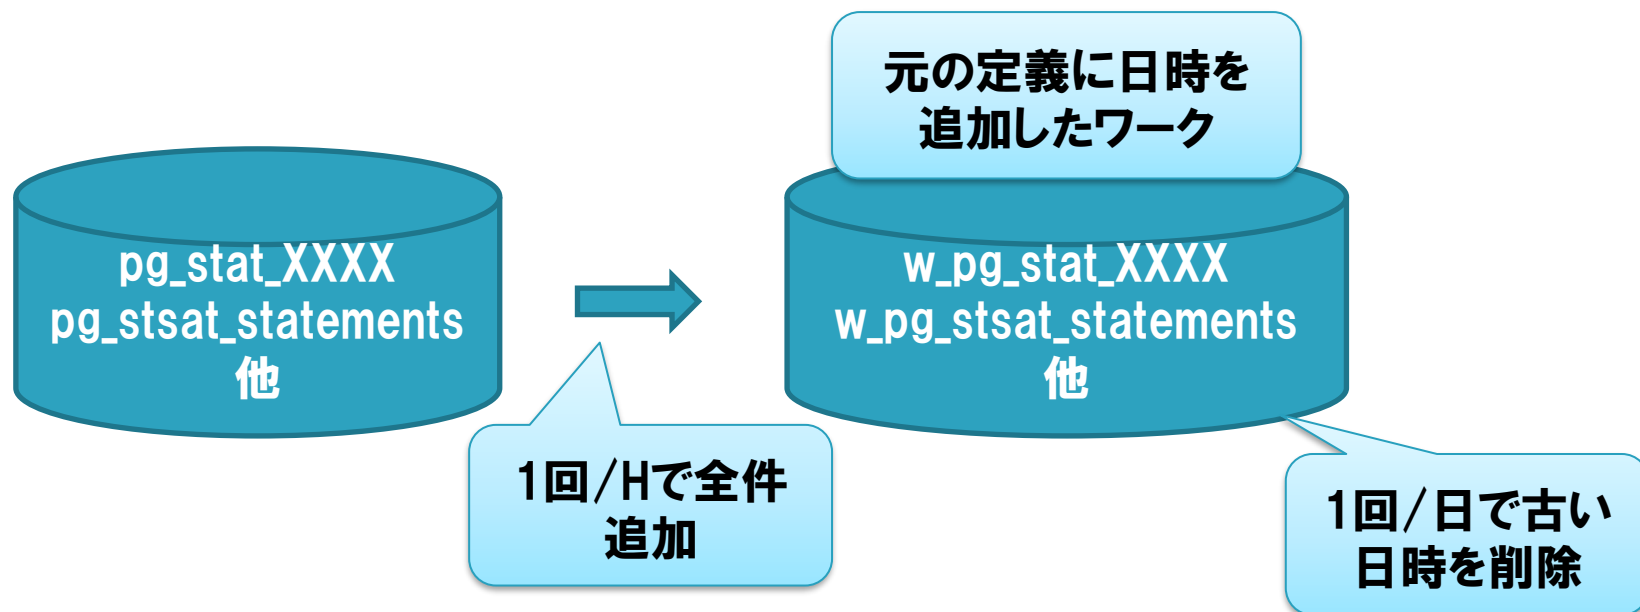 元の定義に日時を
追加したワーク
pg_stat_XXXX
pg_stsat_statements
他
w_pg_stat_XXXX
w_pg_stsat_statements
他
1回/Hで全件
追加
1回/日で古い
日時を削除